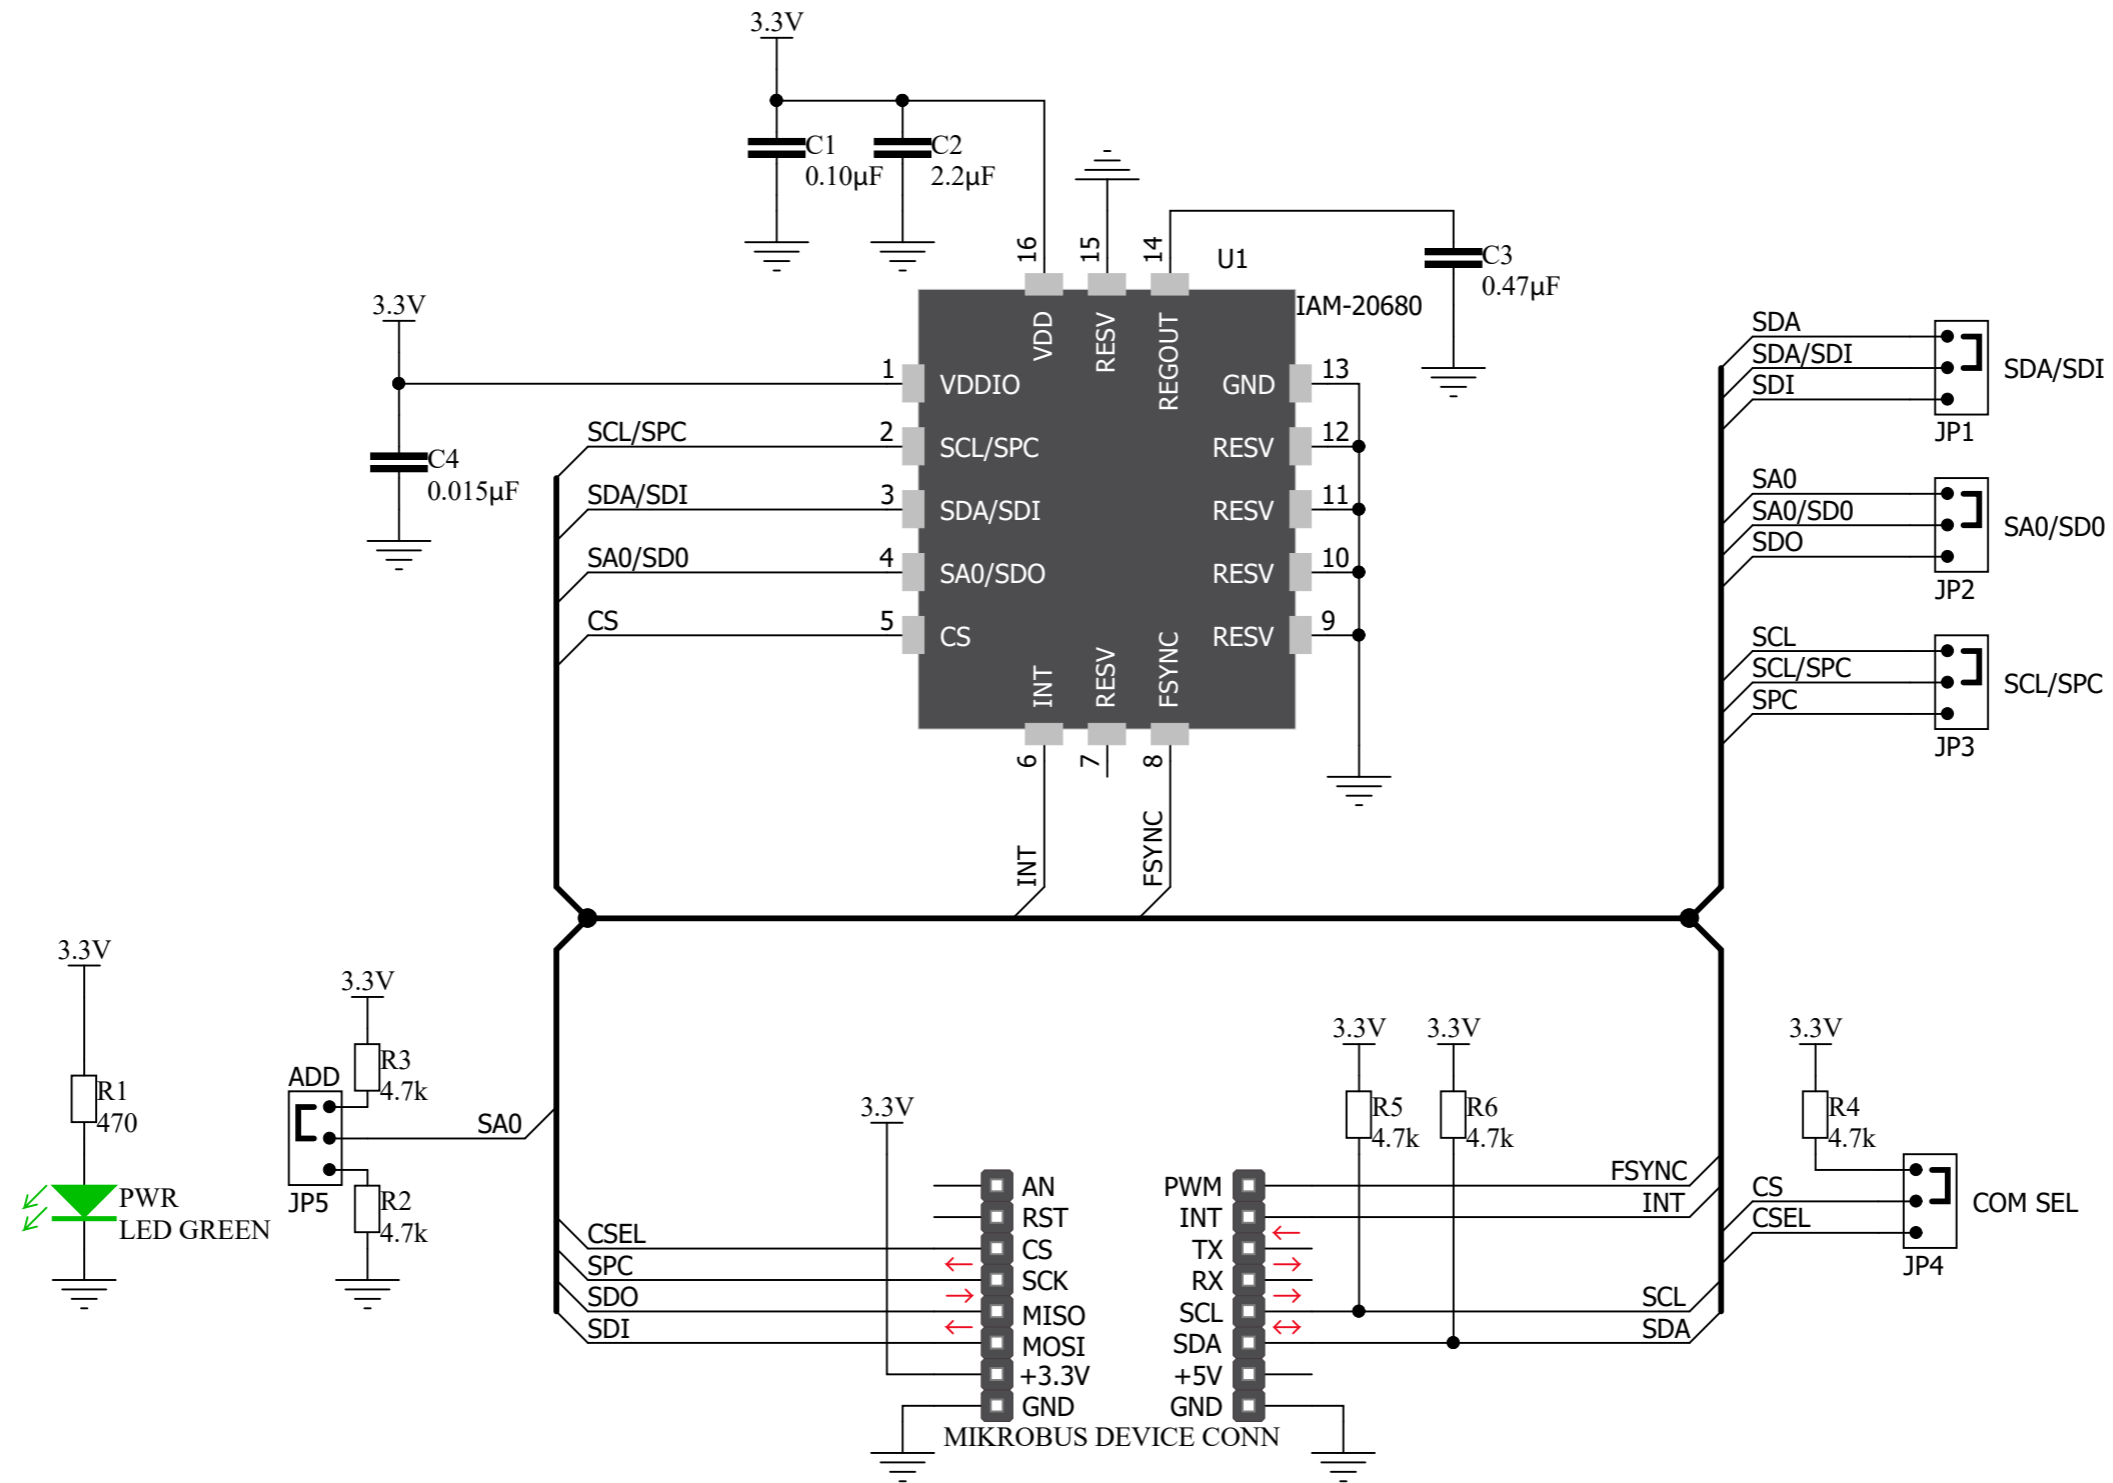 3.3V
C1
0.10µF
C2
2.2µF
16
15
14
U1
C3
0.47µF
IAM-20680
3.3V
VDD
RESV
REGOUT
1
VDDIO
GND
13
SCL/SPC
2
SCL/SPC
RESV
12
C4
0.015µF
SDA/SDI
3
SDA/SDI
RESV
11
SA0/SD0
4
SA0/SDO
RESV
10
CS
5
CS
RESV
9
INT
RESV
FSYNC
6
7
8
INT
FSYNC
SDA
SDA/SDI
SDI
SDA/SDI
JP1
SA0
SA0/SD0
SDO
SA0/SD0
JP2
SCL
SCL/SPC
SPC
SCL/SPC
JP3
3.3V
R1
470
PWR
LED GREEN
3.3V
R3
4.7k
ADD
SA0
JP5
R2
4.7k
3.3V
CSEL
SPC
SDO
SDI
AN
RST
CS
SCK
MISO
MOSI
+3.3V
GND
PWM
INT
TX
RX
SCL
SDA
+5V
GND
MIKROBUS DEVICE CONN
3.3V
R5
4.7k
3.3V
R6
4.7k
FSYNC
INT
SCL
SDA
3.3V
R4
4.7k
CS
CSEL
COM SEL
JP4